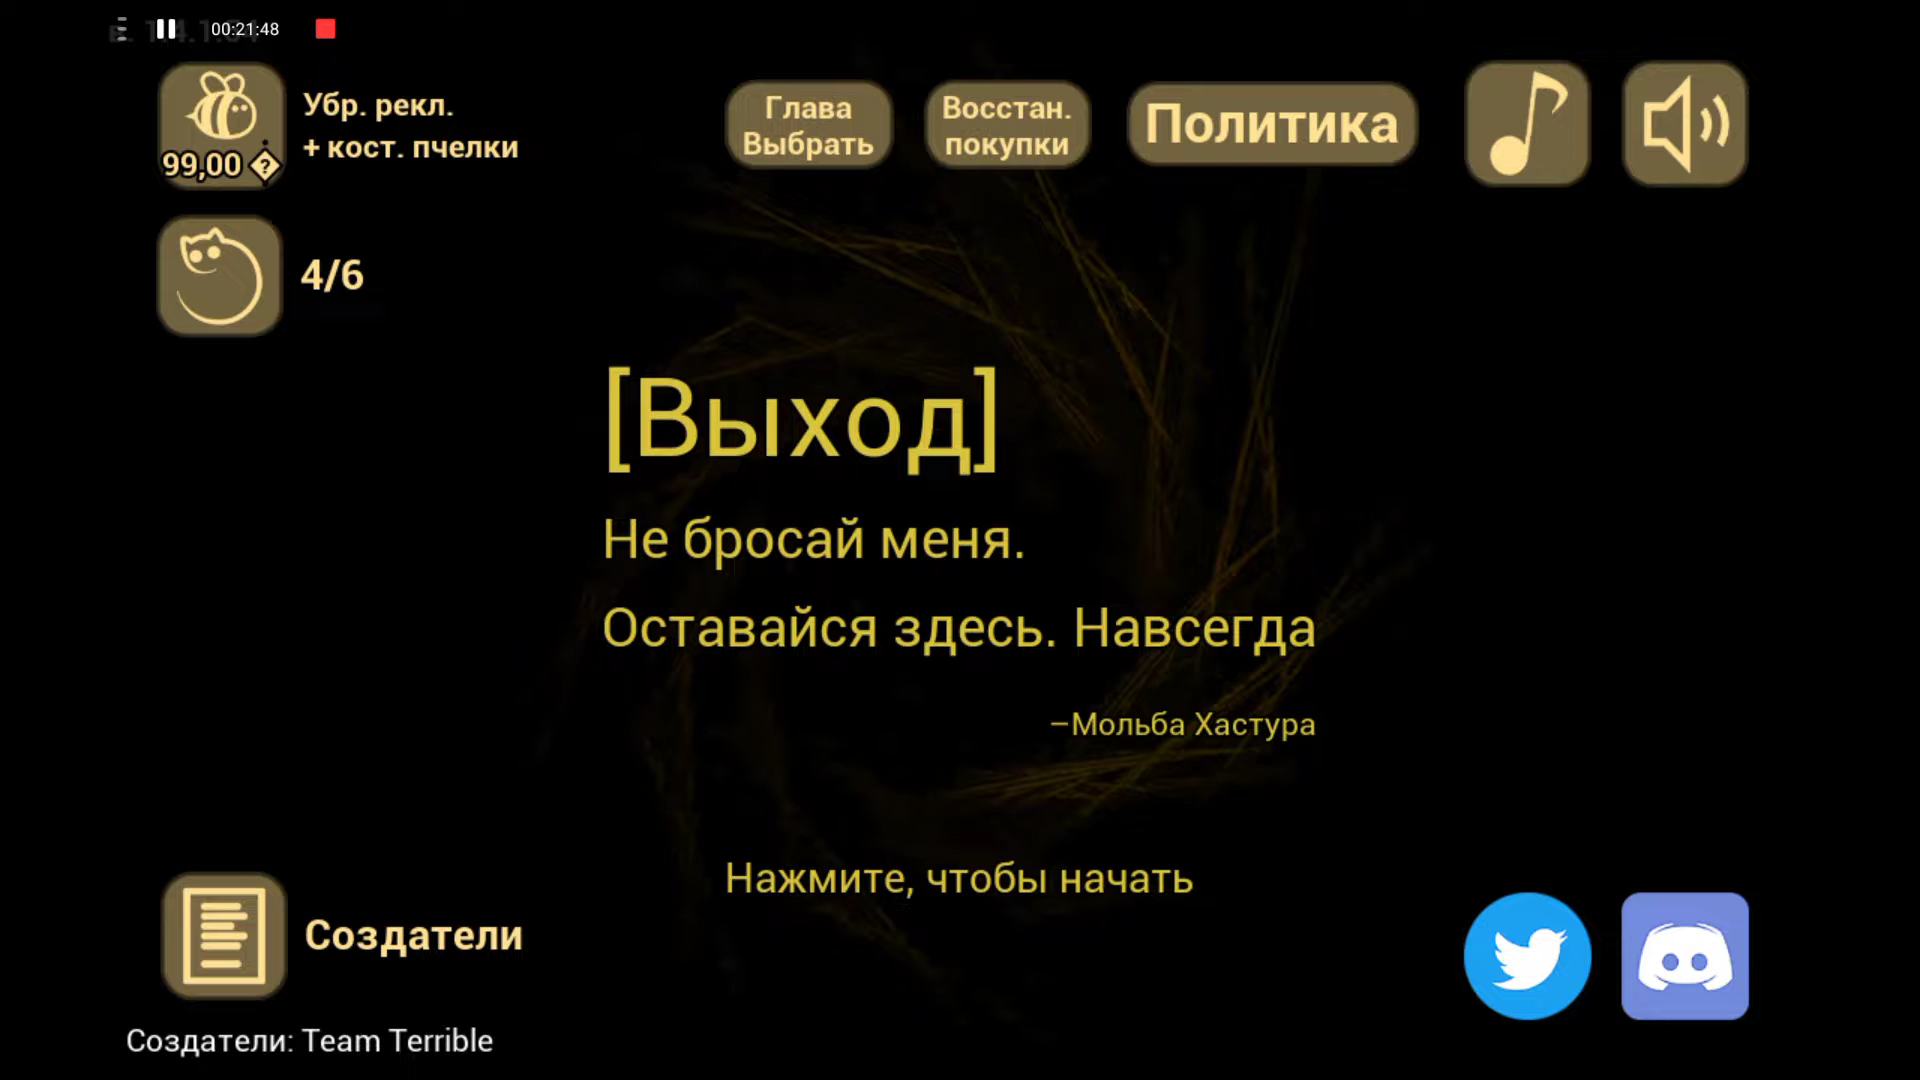 00:21:48
Убр. рекл.
+ кост. пчелки
99,00
Глава
Выбрать
Восстан.
покупки
Политика
4/6
[Выход]
Не бросай меня.
Оставайся здесь. Навсегда
–Мольба Хастура
Нажмите, чтобы начать
Создатели
Создатели: Team Terrible